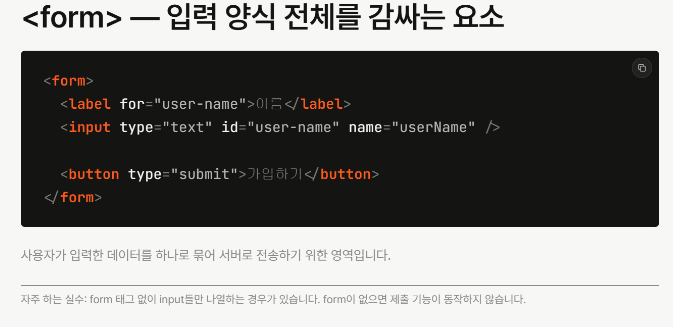 <form> — 입력 양식 전체를 감싸는 요소
<form>
<label for="user-name">이름</label>
<input type="text" id="user-name" name="userName" />
<button type="submit">가입하기</button>
</form>
사용자가 입력한 데이터를 하나로 묶어 서버로 전송하기 위한 영역입니다.
자주 하는 실수: form 태그 없이 input들만 나열하는 경우가 있습니다. form이 없으면 제출 기능이 동작하지 않습니다.